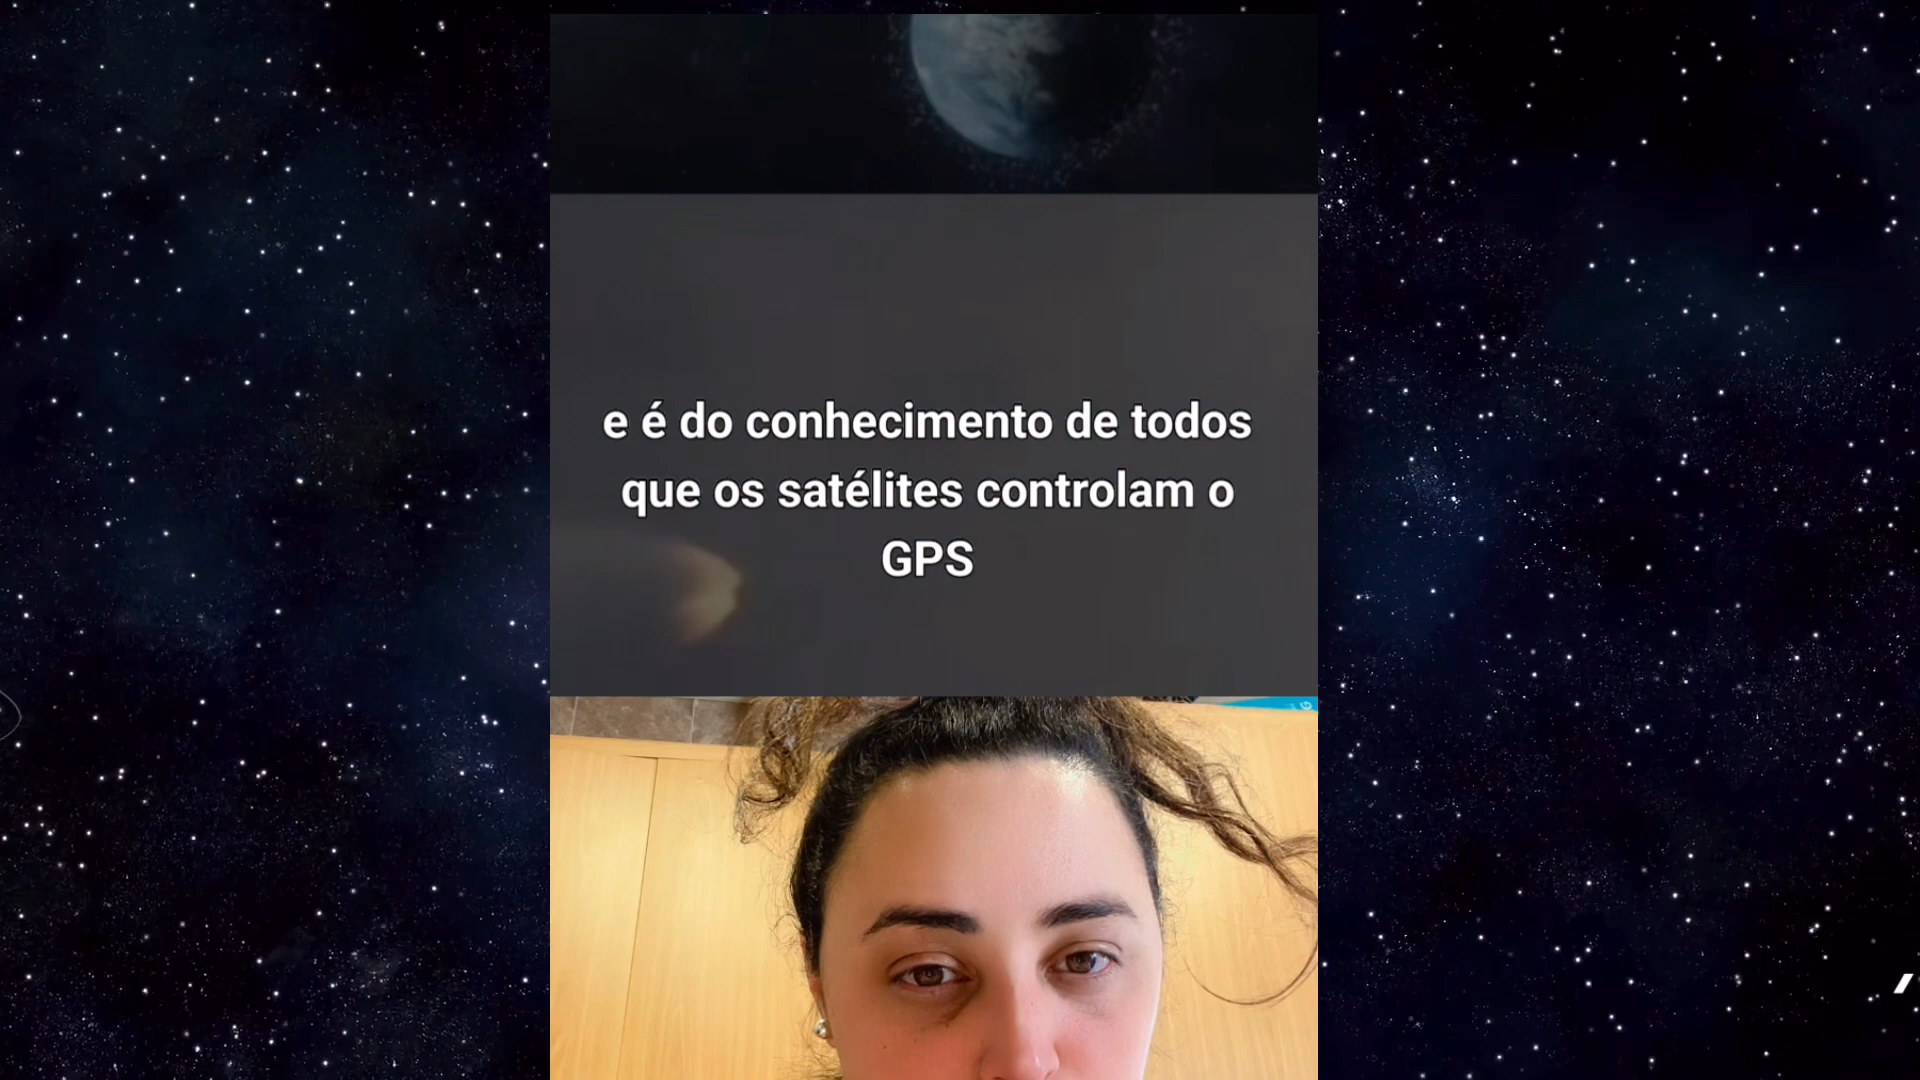 e é do conhecimento de todos
que os satélites controlam o
GPS